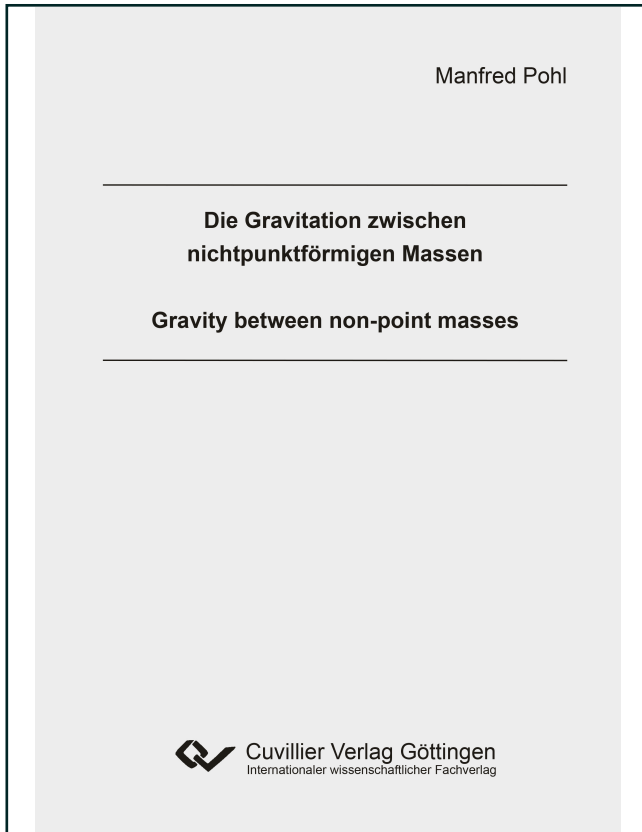 Manfred Pohl
Die Gravitation zwischen
nichtpunktförmigen Massen
Gravity between non-point masses
Cuvillier Verlag Göttingen
Internationaler wissenschaftlicher Fachverlag